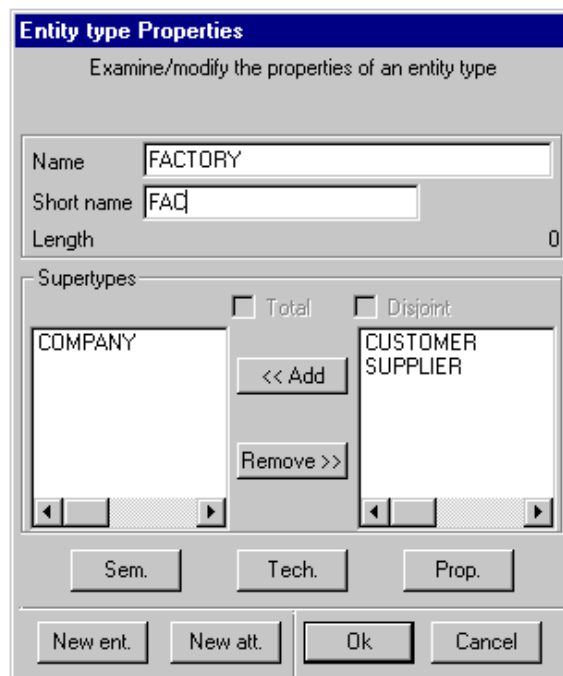 Entity type Properties
Examine/modify the properties of an entity type
Name FACTORY
Short name FAC
Length 0
Supertypes
Total Disjoint
COMPANY
<< Add
Remove >>
CUSTOMER
SUPPLIER
Sem. Tech. Prop.
New ent. New att. Ok Cancel